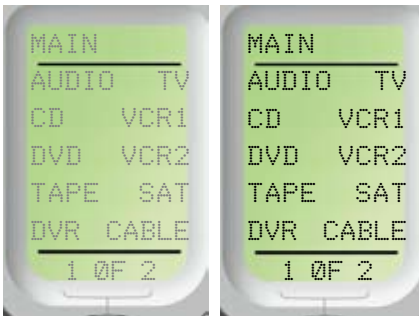 MAIN
AUDIO TV
CD VCR1
DVD VCR2
TAPE SAT
DVR CABLE
1 ØF 2
MAIN
AUDIO TV
CD VCR1
DVD VCR2
TAPE SAT
DVR CABLE
1 ØF 2